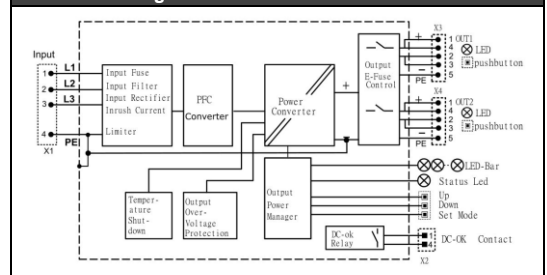 Input
L1
1
L2
2
L3
3
4
PE
X1
Input Fuse
Input Filter
Input Rectifier
Inrush Current
Limiter
PFC
Converter
Power
Converter
+
Output
E-Fuse
Control
X3
+
1 OUT1
4 LED
2
3 pushbutton
−
PE
5
X4
+
1 OUT2
4 LED
2
3 pushbutton
−
PE
5
Temper-
ature
Shut-
down
Output
Over-
Voltage
Protection
Output
Power
Manager
LED-Bar
Status Led
Up
Down
Set Mode
DC-ok
Relay
1
4
DC-OK Contact
X2